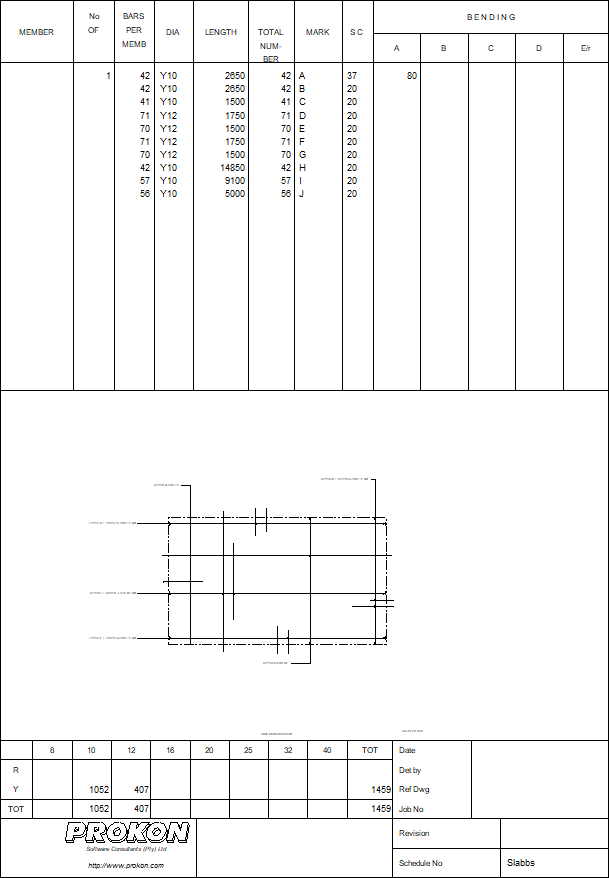 MEMBER No OF BARS PER MEMB DIA LENGTH TOTAL NUM- BER MARK S C B E N D I N G
A B C D E/r
1 42 Y10 2650 42 A 37 80
42 Y10 2650 42 B 20
41 Y10 1500 41 C 20
71 Y12 1750 71 D 20
70 Y12 1500 70 E 20
71 Y12 1750 71 F 20
70 Y12 1500 70 G 20
42 Y10 14850 42 H 20
57 Y10 9100 57 I 20
56 Y10 5000 56 J 20
8 10 12 16 20 25 32 40 TOT Date
R Det by
Y 1052 407 1459 Ref Dwg
TOT 1052 407 1459 Job No
PROKON
Software Consultants (Pty) Ltd
http://www.prokon.com
Revision
Schedule No Slabbs